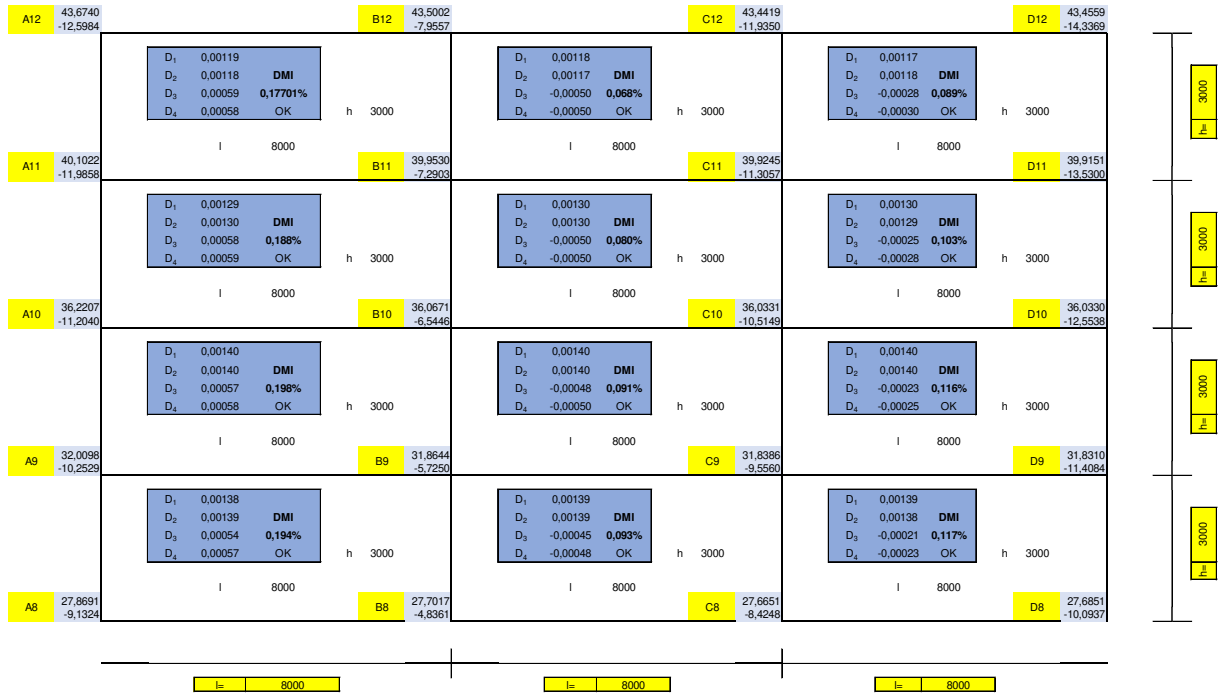 A12 43,6740 B12 43,5002 C12 43,4419 D12 43,4559
-12,5984 -7,9557 -11,9350 -14,3369
D₁ 0,00119 D₁ 0,00118 D₁ 0,00117
D₂ 0,00118 DMI D₂ 0,00117 DMI D₂ 0,00118 DMI
D₃ 0,00059 0,17701% D₃ -0,00050 0,068% D₃ -0,00028 0,089%
D₄ 0,00058 OK h 3000 D₄ -0,00050 OK h 3000 D₄ -0,00030 OK h 3000
h= 3000
l 8000 l 8000 l 8000
A11 40,1022 B11 39,9530 C11 39,9245 D11 39,9151
-11,9858 -7,2903 -11,3057 -13,5300
D₁ 0,00129 D₁ 0,00130 D₁ 0,00130
D₂ 0,00130 DMI D₂ 0,00130 DMI D₂ 0,00129 DMI
D₃ 0,00058 0,188% D₃ -0,00050 0,080% D₃ -0,00025 0,103%
D₄ 0,00059 OK h 3000 D₄ -0,00050 OK h 3000 D₄ -0,00028 OK h 3000
h= 3000
l 8000 l 8000 l 8000
A10 36,2207 B10 36,0671 C10 36,0331 D10 36,0330
-11,2040 -6,5446 -10,5149 -12,5538
D₁ 0,00140 D₁ 0,00140 D₁ 0,00140
D₂ 0,00140 DMI D₂ 0,00140 DMI D₂ 0,00140 DMI
D₃ 0,00057 0,198% D₃ -0,00048 0,091% D₃ -0,00023 0,116%
D₄ 0,00058 OK h 3000 D₄ -0,00050 OK h 3000 D₄ -0,00025 OK h 3000
h= 3000
l 8000 l 8000 l 8000
A9 32,0098 B9 31,8644 C9 31,8386 D9 31,8310
-10,2529 -5,7250 -9,5560 -11,4084
D₁ 0,00138 D₁ 0,00139 D₁ 0,00139
D₂ 0,00139 DMI D₂ 0,00139 DMI D₂ 0,00138 DMI
D₃ 0,00054 0,194% D₃ -0,00045 0,093% D₃ -0,00021 0,117%
D₄ 0,00057 OK h 3000 D₄ -0,00048 OK h 3000 D₄ -0,00023 OK h 3000
h= 3000
l 8000 l 8000 l 8000
A8 27,8691 B8 27,7017 C8 27,6651 D8 27,6851
-9,1324 -4,8361 -8,4248 -10,0937
l= 8000 l= 8000 l= 8000